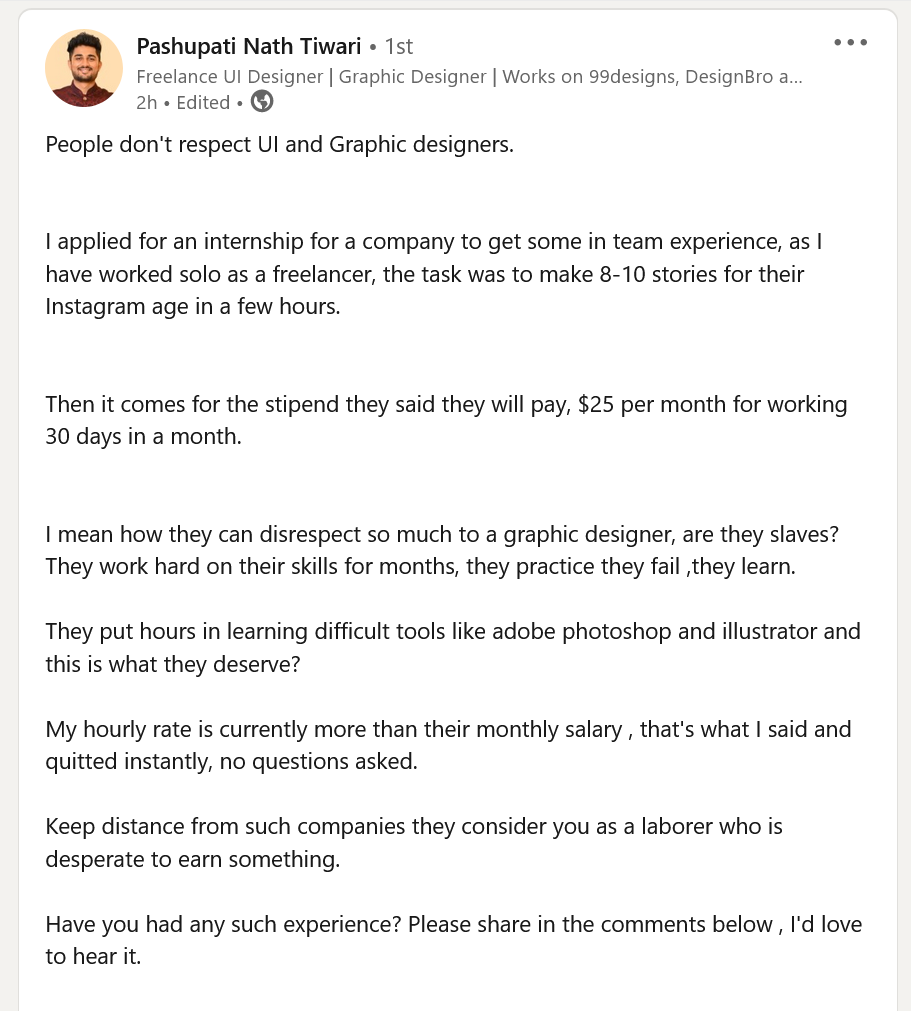 Pashupati Nath Tiwari • 1st
Freelance UI Designer | Graphic Designer | Works on 99designs, DesignBro a...
2h • Edited •
People don't respect UI and Graphic designers.
I applied for an internship for a company to get some in team experience, as I
have worked solo as a freelancer, the task was to make 8-10 stories for their
Instagram age in a few hours.
Then it comes for the stipend they said they will pay, $25 per month for working
30 days in a month.
I mean how they can disrespect so much to a graphic designer, are they slaves?
They work hard on their skills for months, they practice they fail ,they learn.
They put hours in learning difficult tools like adobe photoshop and illustrator and
this is what they deserve?
My hourly rate is currently more than their monthly salary , that's what I said and
quitted instantly, no questions asked.
Keep distance from such companies they consider you as a laborer who is
desperate to earn something.
Have you had any such experience? Please share in the comments below , I'd love
to hear it.